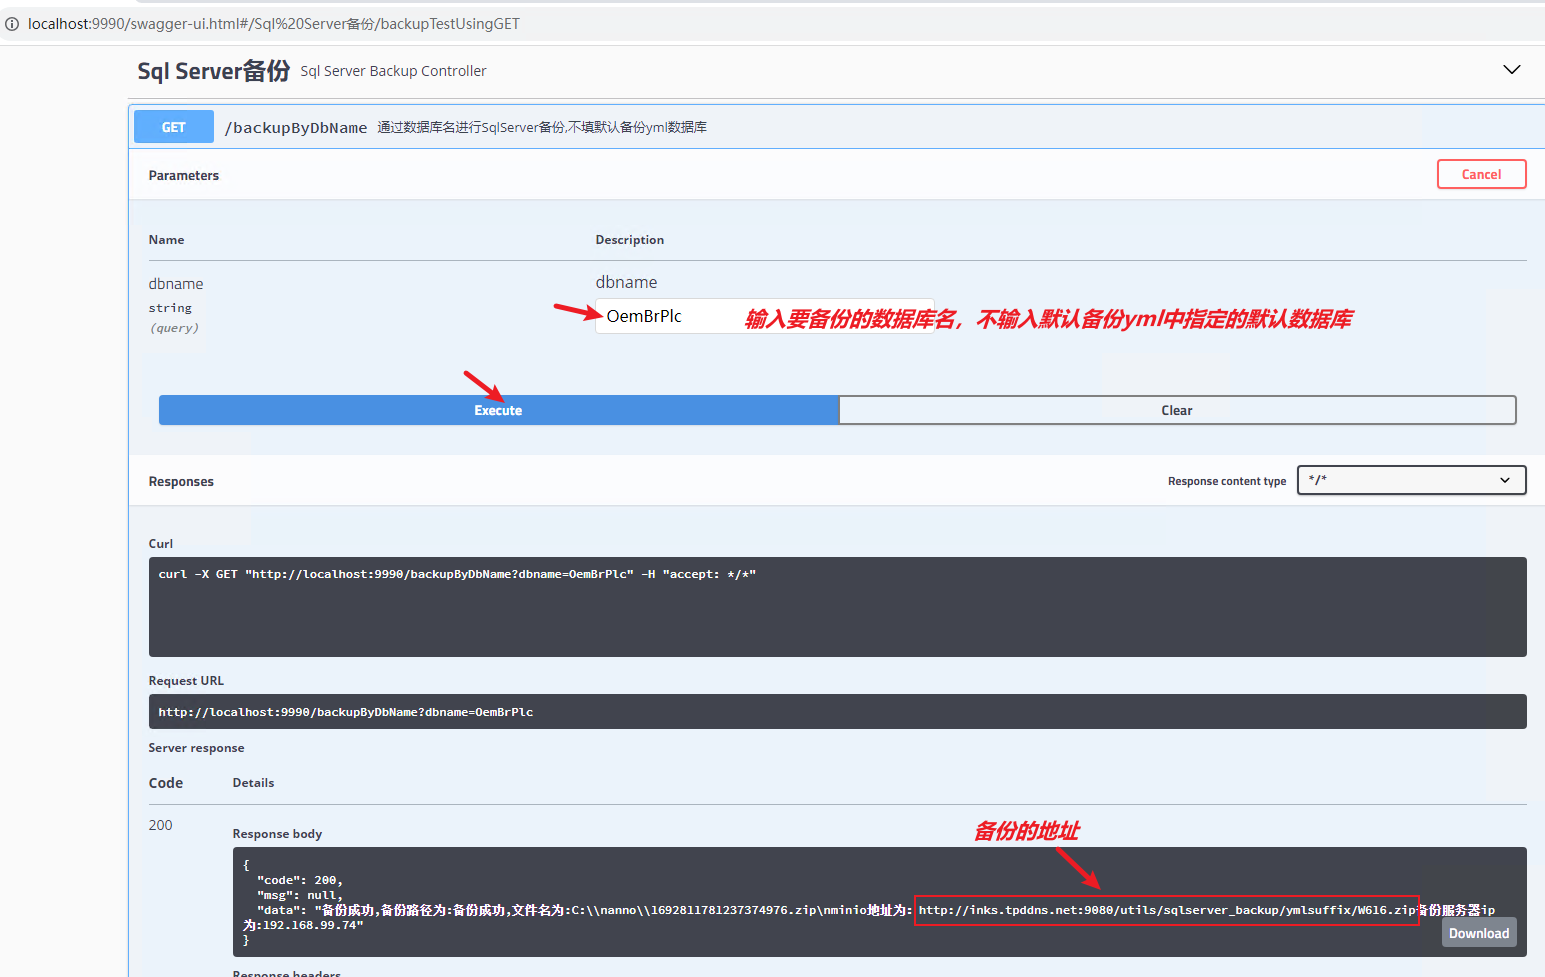 localhost:9990/swagger-ui.html#/Sql%20Server备份/backupTestUsingGET
Sql Server备份 Sql Server Backup Controller
GET /backupByDbName 通过数据库名进行SqlServer备份,不填默认备份yml数据库
Parameters Cancel
Name Description
dbname dbname
string
(query)
OemBrPlc 输入要备份的数据库名，不输入默认备份yml中指定的默认数据库
Execute Clear
Responses Response content type */*
Curl
curl -X GET "http://localhost:9990/backupByDbName?dbname=OemBrPlc" -H "accept: */*"
Request URL
http://localhost:9990/backupByDbName?dbname=OemBrPlc
Server response
Code Details
200
备份的地址
Response body
{
"code": 200,
"msg": null,
"data": "备份成功,备份路径为:备份成功,文件名为:C:\\nanno\\1692811781237374976.zip\nminio地址为:http://inks.tpddns.net:9080/utils/sqlserver_backup/ymlsuffix/W616.zip备份服务器ip
为:192.168.99.74"
}
Download
Response headers